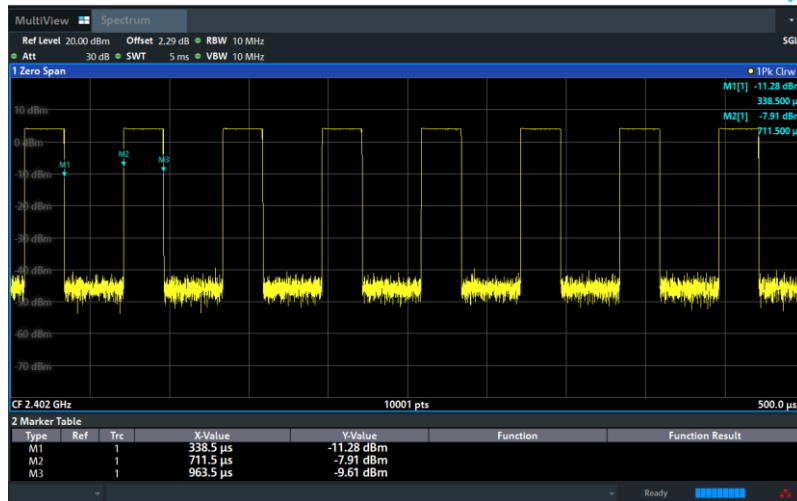 MultiView Spectrum
Ref Level 20.00 dBm Offset 2.29 dB RBW 10 MHz SGL
Att 30 dB SWT 5 ms VBW 10 MHz
1 Zero Span 1Pk Clrw
M1[1] -11.28 dBm
338.500 µ
M2[1] -7.91 dBm
711.500 µ
10 dBm
0 dBm
M1 M2 M3
-10 dBm
-20 dBm
-30 dBm
-40 dBm
-50 dBm
-60 dBm
-70 dBm
CF 2.402 GHz 10001 pts 500.0 µs
2 Marker Table
Type Ref Trc X-Value Y-Value Function Function Result
M1 1 338.5 µs -11.28 dBm
M2 1 711.5 µs -7.91 dBm
M3 1 963.5 µs -9.61 dBm
Ready